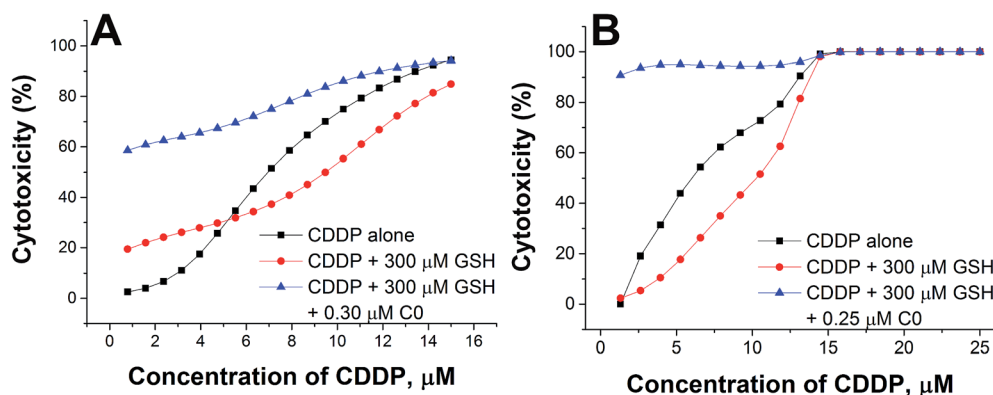 A
Cytotoxicity (%)
100
80
60
40
20
0
CDDP alone
CDDP + 300 μM GSH
CDDP + 300 μM GSH
+ 0.30 μM C0
0 2 4 6 8 10 12 14 16
Concentration of CDDP, μM
B
Cytotoxicity (%)
100
80
60
40
20
0
CDDP alone
CDDP + 300 μM GSH
CDDP + 300 μM GSH
+ 0.25 μM C0
0 5 10 15 20 25
Concentration of CDDP, μM